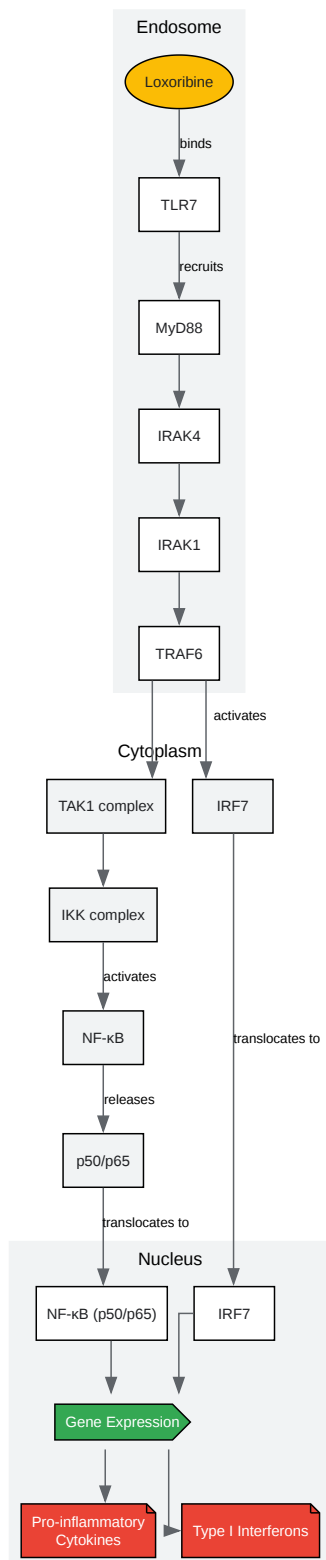 Endosome
Loxoribine
binds
TLR7
recruits
MyD88
IRAK4
IRAK1
TRAF6
activates
Cytoplasm
TAK1 complex
IRF7
IKK complex
activates
NF-κB
translocates to
releases
p50/p65
translocates to
Nucleus
NF-κB (p50/p65)
IRF7
Gene Expression
Pro-inflammatory
Cytokines
Type I Interferons